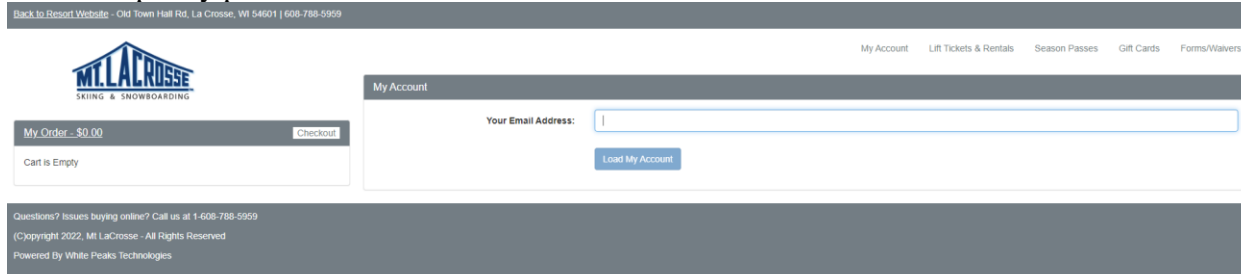 Back to Resort Website - Old Town Hall Rd, La Crosse, WI 54601 | 608-788-5959
My Account Lift Tickets & Rentals Season Passes Gift Cards Forms/Waivers
MT. LACROSSE
SKIING & SNOWBOARDING
My Account
Your Email Address:
My Order - $0.00 Checkout
Cart is Empty
Load My Account
Questions? Issues buying online? Call us at 1-608-788-5959
(C)opyright 2022, Mt LaCrosse - All Rights Reserved
Powered By White Peaks Technologies